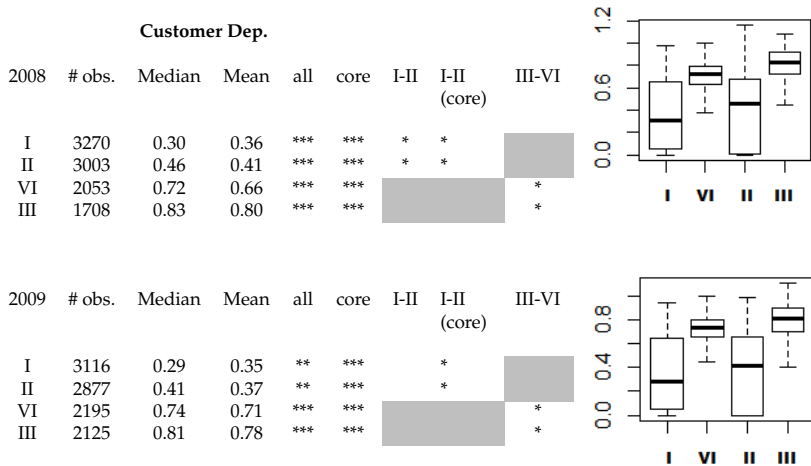 Customer Dep.
2008 # obs. Median Mean all core I-II I-II (core) III-VI
I 3270 0.30 0.36 *** *** * *
II 3003 0.46 0.41 *** *** * *
VI 2053 0.72 0.66 *** *** *
III 1708 0.83 0.80 *** *** *
1.2
0.6
0.0
I VI II III
2009 # obs. Median Mean all core I-II I-II (core) III-VI
I 3116 0.29 0.35 ** *** *
II 2877 0.41 0.37 ** *** *
VI 2195 0.74 0.71 *** *** *
III 2125 0.81 0.78 *** *** *
0.8
0.4
0.0
I VI II III